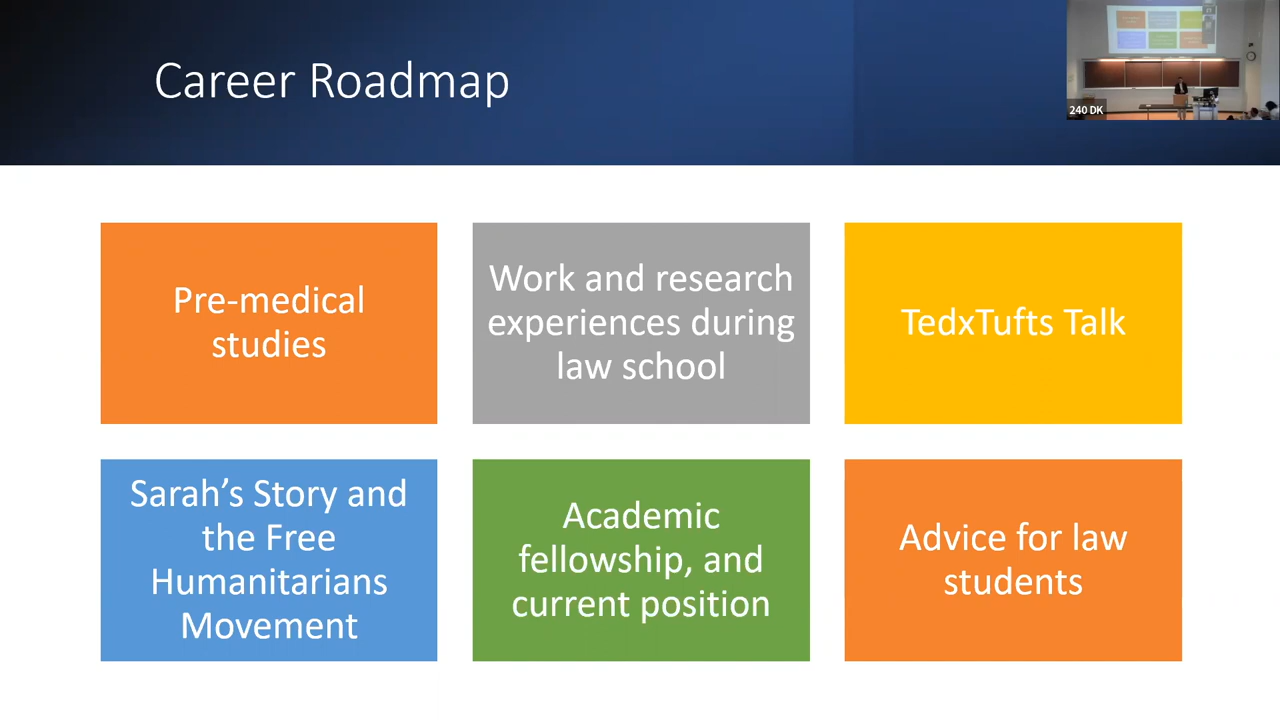 Career Roadmap
240 DK
Pre-medical
studies
Work and research
experiences during
law school
TedxTufts Talk
Sarah’s Story and
the Free
Humanitarians
Movement
Academic
fellowship, and
current position
Advice for law
students